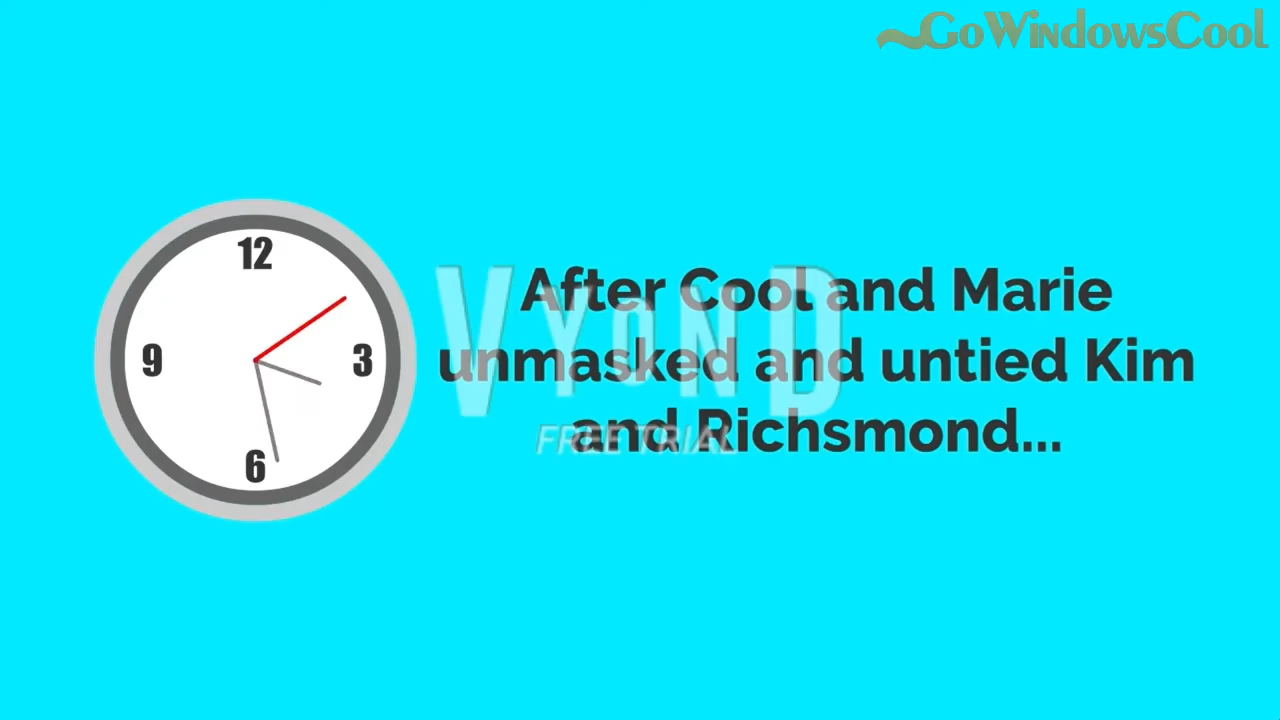 GoWindowsCool
12
9
3
6
After Cool and Marie
unmasked and untied Kim
and Richsmond...
VYOND
FREE TRIAL